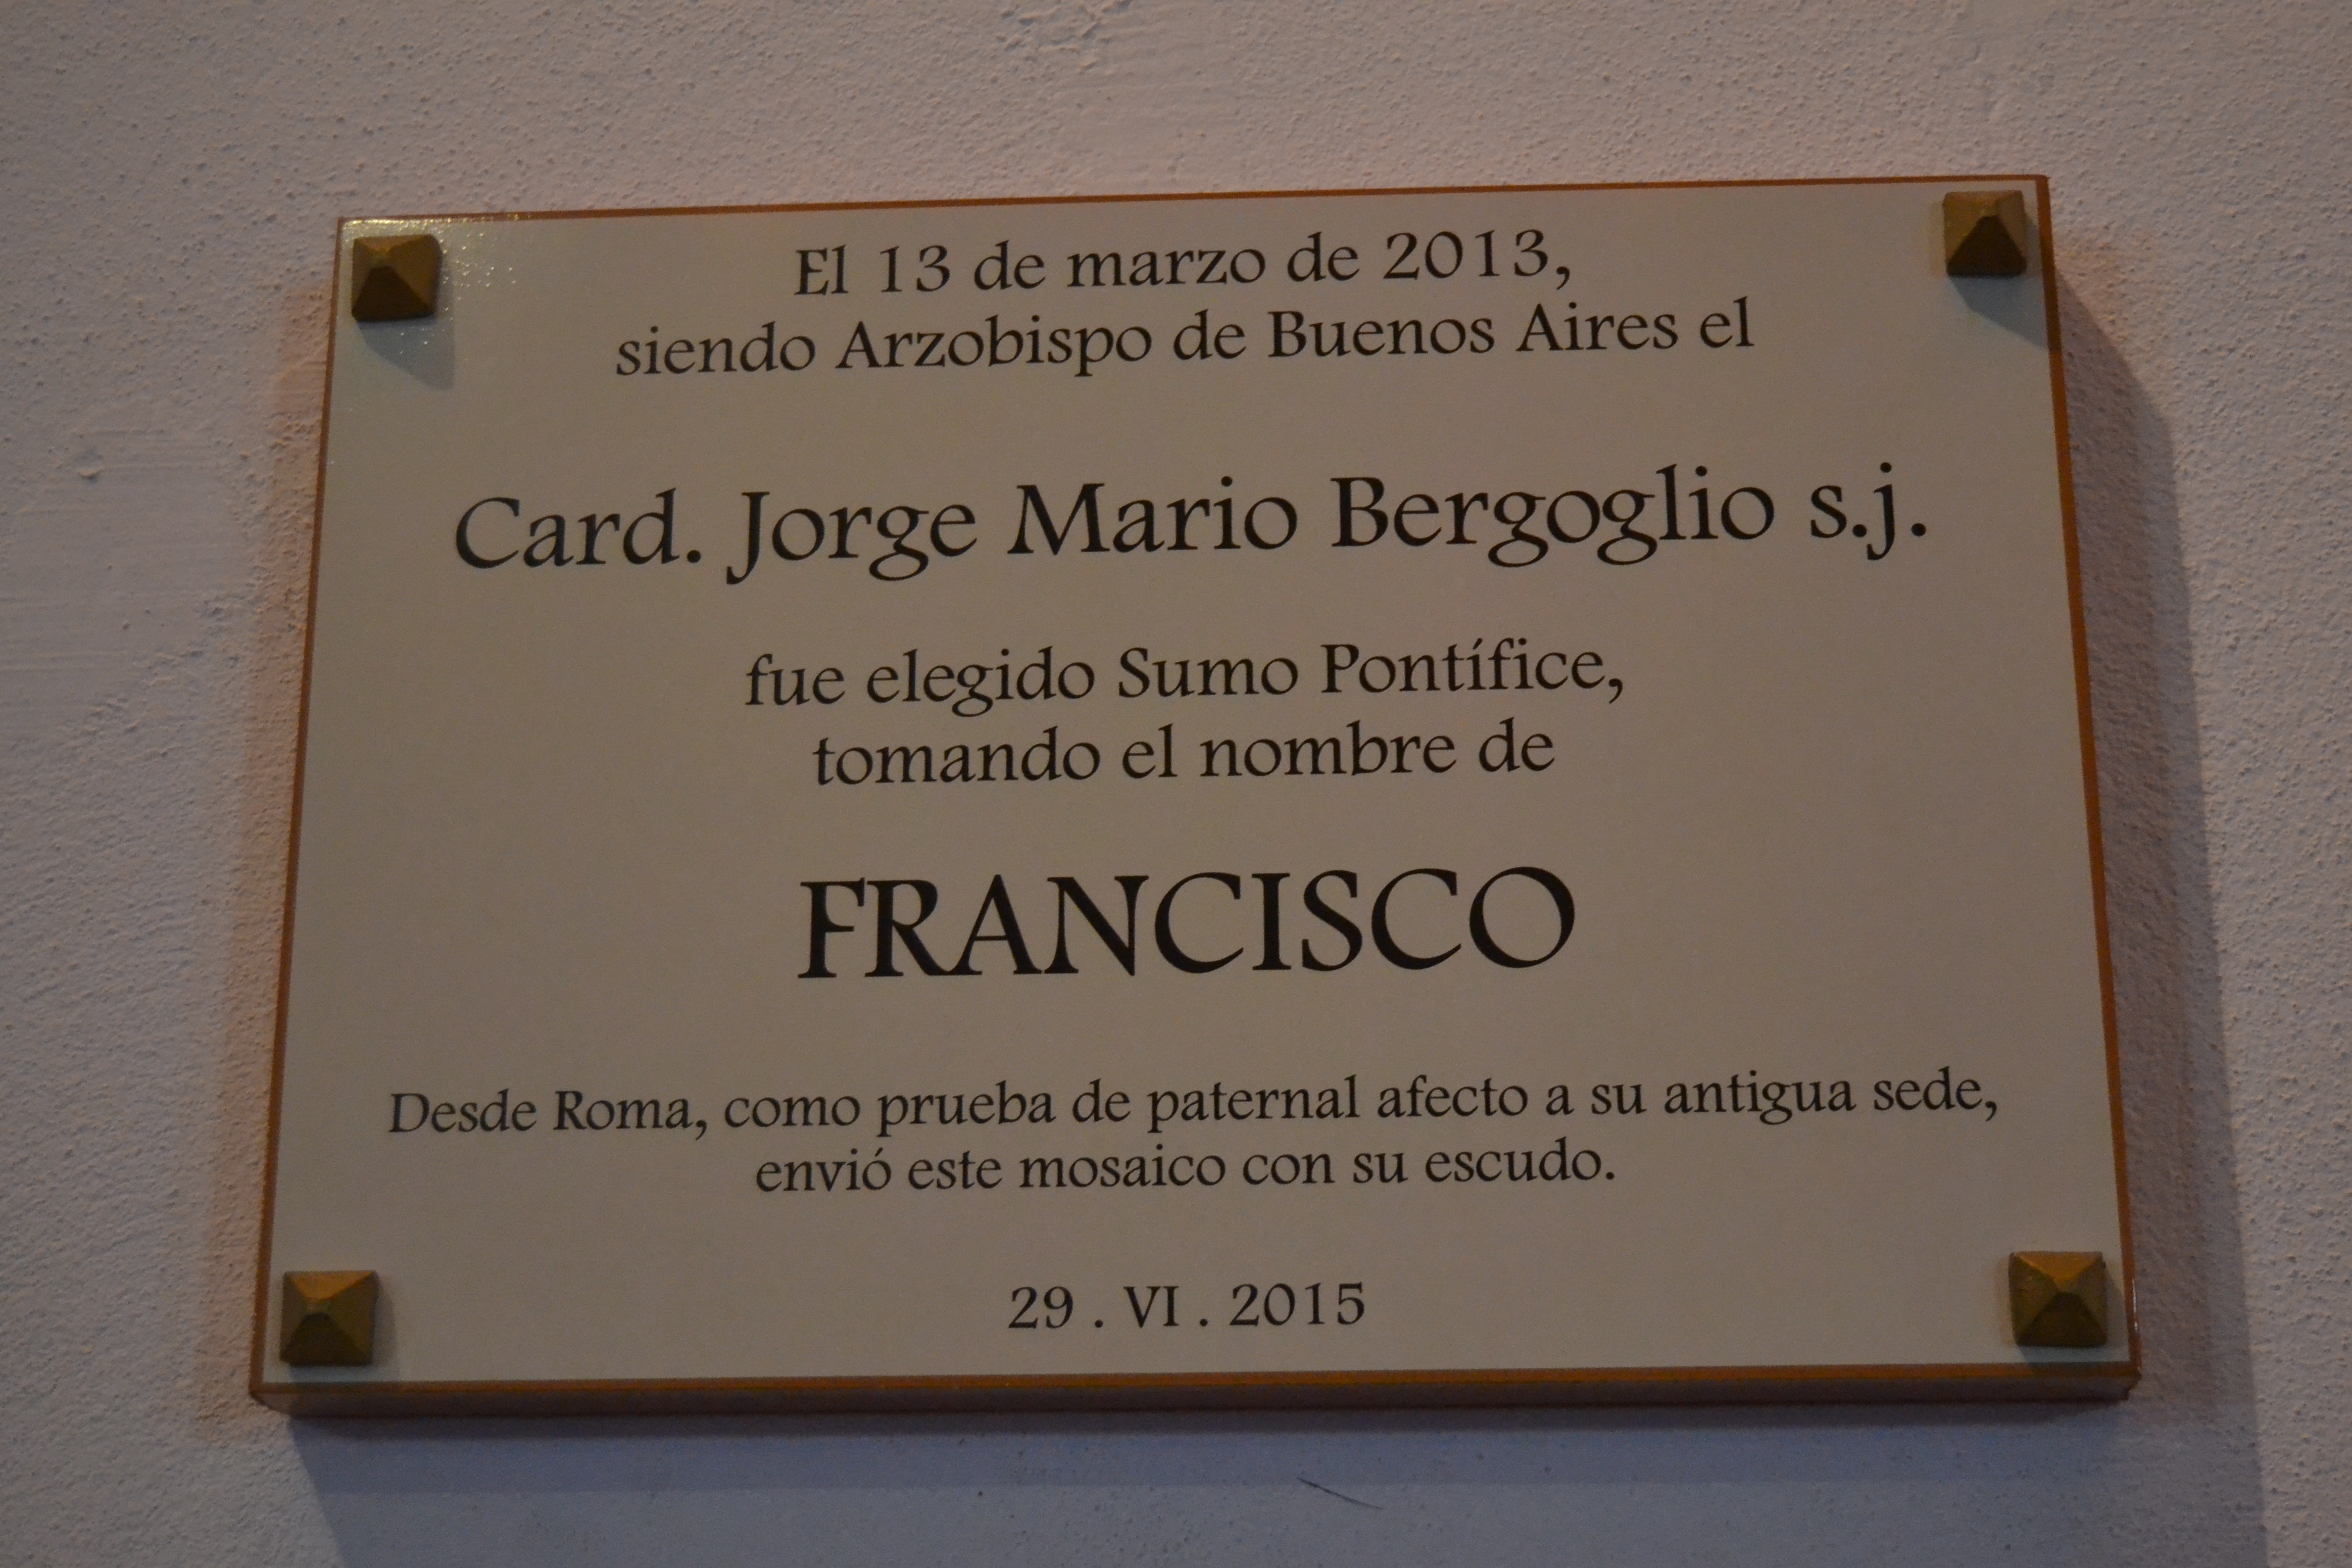 El 13 de marzo de 2013,
siendo Arzobispo de Buenos Aires el
Card. Jorge Mario Bergoglio s.j.
fue elegido Sumo Pontífice,
tomando el nombre de
FRANCISCO
Desde Roma, como prueba de paternal afecto a su antigua sede,
envió este mosaico con su escudo.
29 . VI . 2015